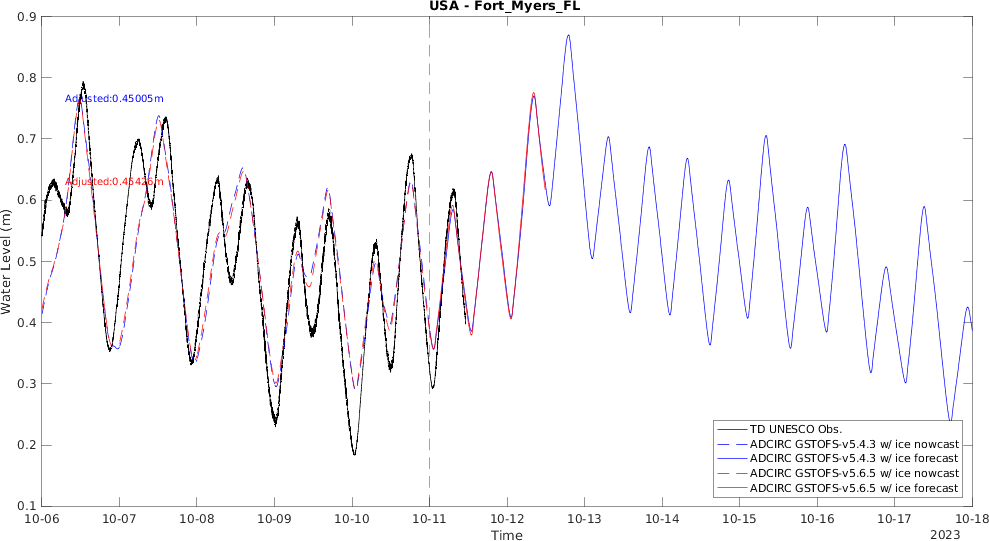 USA - Fort_Myers_FL
0.9
0.8
0.7
0.6
0.5
0.4
0.3
0.2
0.1
Water Level (m)
Adjusted:0.45005m
Adjusted:0.45426m
TD UNESCO Obs.
ADCIRC GSTOFS-v5.4.3 w/ ice nowcast
ADCIRC GSTOFS-v5.4.3 w/ ice forecast
ADCIRC GSTOFS-v5.6.5 w/ ice nowcast
ADCIRC GSTOFS-v5.6.5 w/ ice forecast
10-06 10-07 10-08 10-09 10-10 10-11 10-12 10-13 10-14 10-15 10-16 10-17 10-18
Time
2023